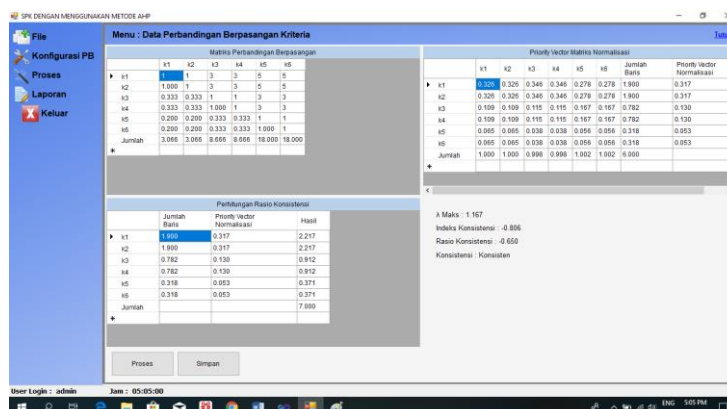 SPK DENGAN MENGGUNAKAN METODE AHP
File
Konfigurasi PB
Proses
Laporan
Keluar
Menu : Data Perbandingan Berpasangan Kriteria
Tutu
Matriks Perbandingan Berpasangan
k1 k2 k3 k4 k5 k6
k1 1 1 3 3 5 5
k2 1.000 1 3 3 5 5
k3 0.333 0.333 1 1 3 3
k4 0.333 0.333 1.000 1 3 3
k5 0.200 0.200 0.333 0.333 1 1
k6 0.200 0.200 0.333 0.333 1.000 1
Jumlah 3.066 3.066 8.666 8.666 18.000 18.000
Priority Vector Matriks Normalisasi
k1 k2 k3 k4 k5 k6 Jumlah Baris Priority Vector Normalisasi
k1 0.326 0.326 0.346 0.346 0.278 0.278 1.900 0.317
k2 0.326 0.326 0.346 0.346 0.278 0.278 1.900 0.317
k3 0.109 0.109 0.115 0.115 0.167 0.167 0.782 0.130
k4 0.109 0.109 0.115 0.115 0.167 0.167 0.782 0.130
k5 0.065 0.065 0.038 0.038 0.056 0.056 0.318 0.053
k6 0.065 0.065 0.038 0.038 0.056 0.056 0.318 0.053
Jumlah 1.000 1.000 0.998 0.998 1.002 1.002 6.000
Perhitungan Rasio Konsistensi
Jumlah Baris Priority Vector Normalisasi Hasil
k1 1.900 0.317 2.217
k2 1.900 0.317 2.217
k3 0.782 0.130 0.912
k4 0.782 0.130 0.912
k5 0.318 0.053 0.371
k6 0.318 0.053 0.371
Jumlah 7.000
λ Maks : 1.167
Indeks Konsistensi : -0.806
Rasio Konsistensi : -0.650
Konsistensi : Konsisten
Proses Simpan
User Login : admin Jam : 05:05:00
ENG 5:05 PM